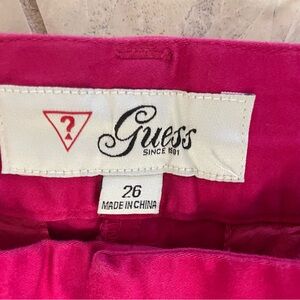 ?
Guess
SINCE 1981
26
MADE IN CHINA